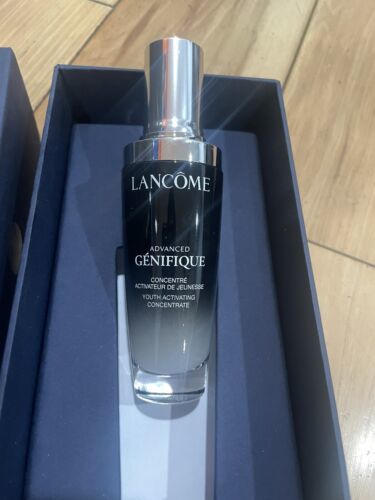 LANCÔME
ADVANCED
GÉNIFIQUE
CONCENTRÉ
ACTIVATEUR DE JEUNESSE
YOUTH ACTIVATING
CONCENTRATE